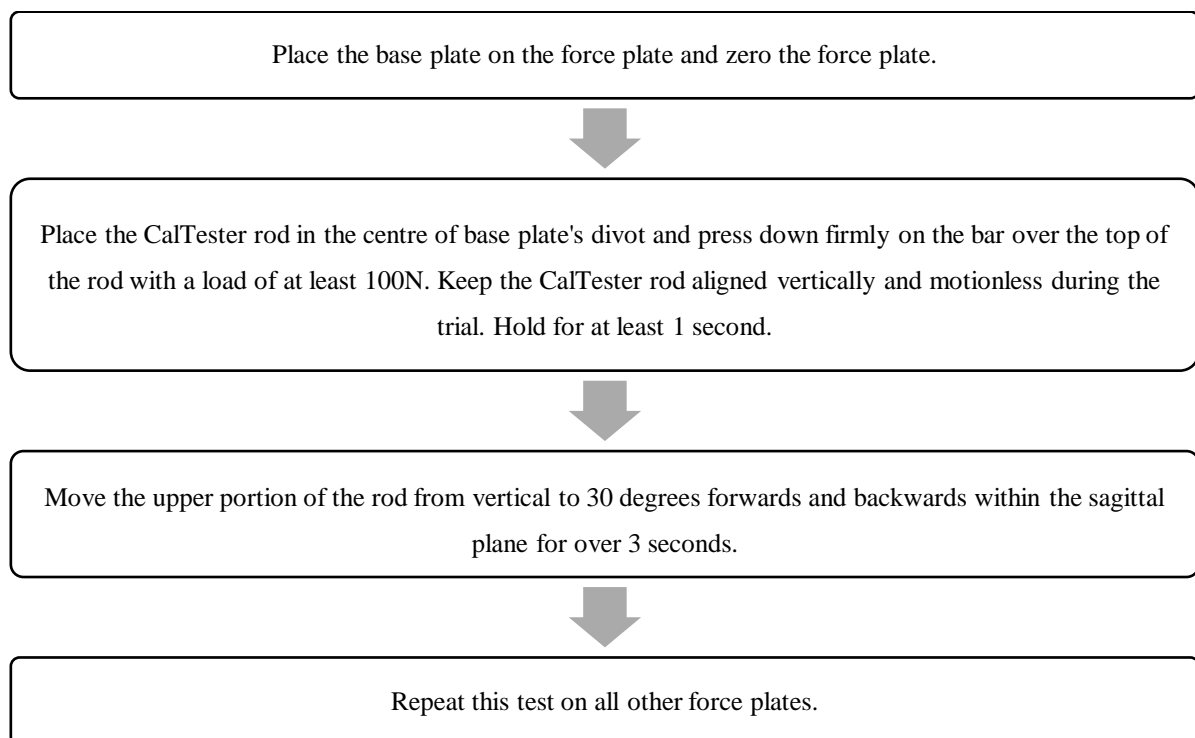 Place the base plate on the force plate and zero the force plate.
Place the CalTester rod in the centre of base plate's divot and press down firmly on the bar over the top of
the rod with a load of at least 100N. Keep the CalTester rod aligned vertically and motionless during the
trial. Hold for at least 1 second.
Move the upper portion of the rod from vertical to 30 degrees forwards and backwards within the sagittal
plane for over 3 seconds.
Repeat this test on all other force plates.